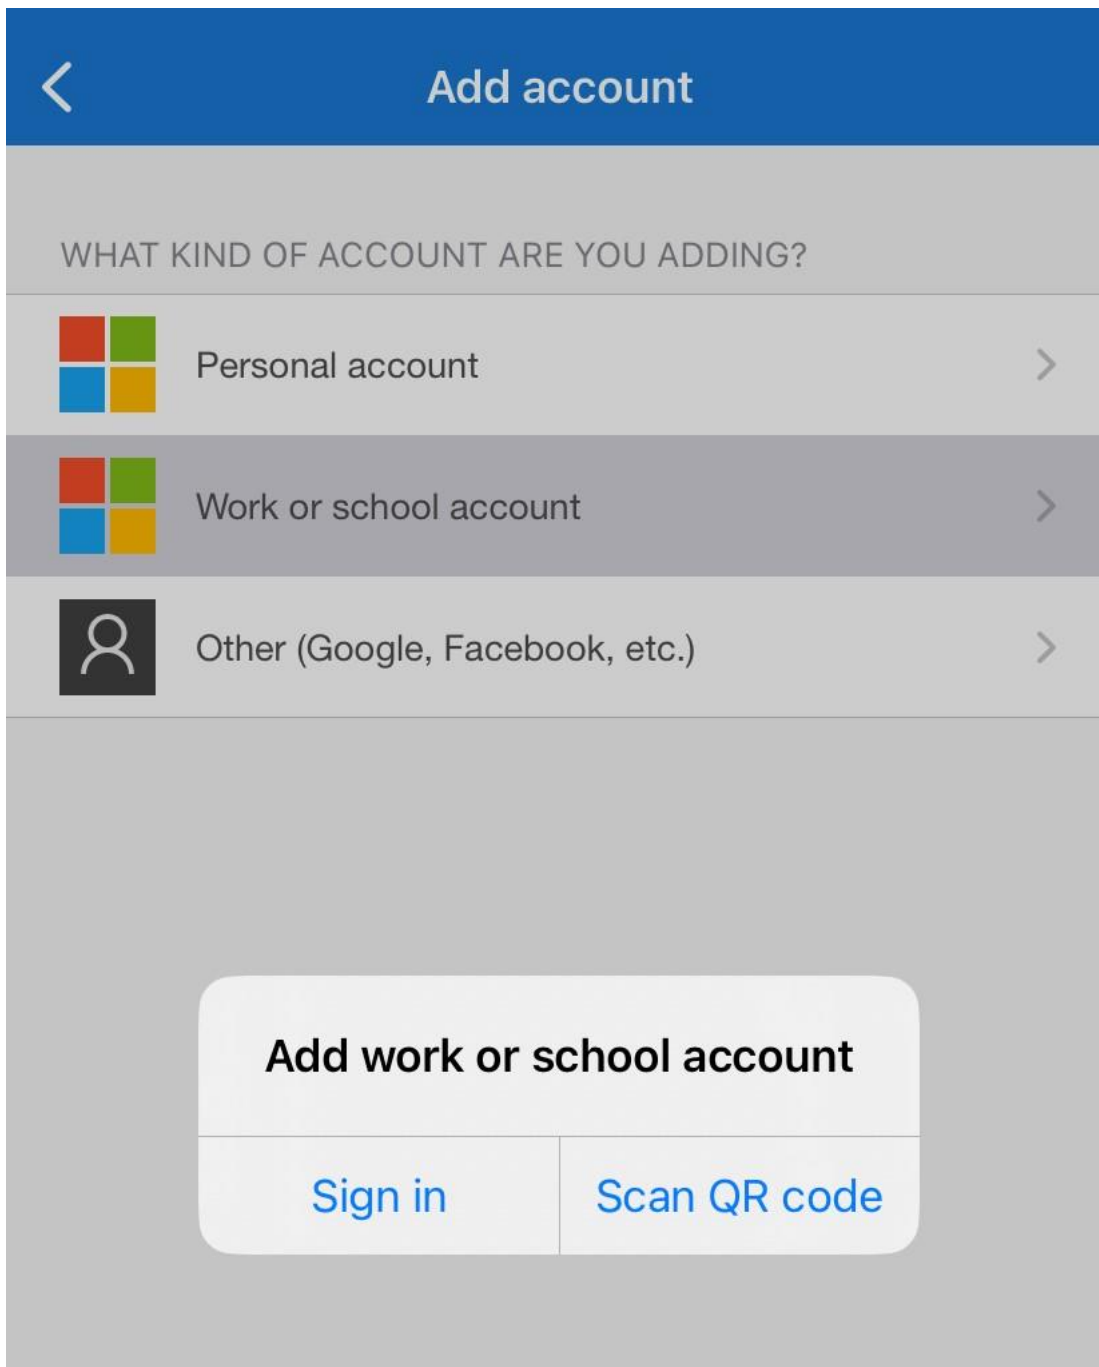 Add account
WHAT KIND OF ACCOUNT ARE YOU ADDING?
Personal account
Work or school account
Other (Google, Facebook, etc.)
Add work or school account
Sign in
Scan QR code